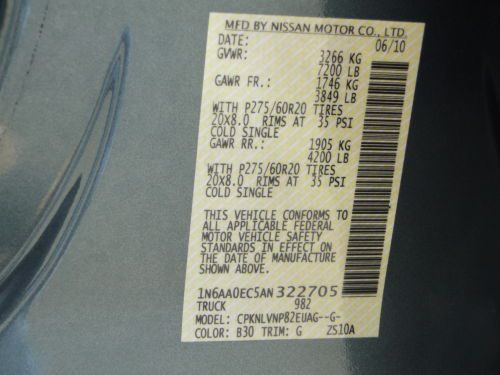 MFD BY NISSAN MOTOR CO., LTD.
DATE: 06/10
GVWR: 3266 KG
7200 LB
GAWR FR.: 1746 KG
3849 LB
WITH P275/60R20 TIRES
20X8.0 RIMS AT 35 PSI
COLD SINGLE
GAWR RR.: 1905 KG
4200 LB
WITH P275/60R20 TIRES
20X8.0 RIMS AT 35 PSI
COLD SINGLE
THIS VEHICLE CONFORMS TO
ALL APPLICABLE FEDERAL
MOTOR VEHICLE SAFETY
STANDARDS IN EFFECT ON
THE DATE OF MANUFACTURE
SHOWN ABOVE.
1N6AA0EC5AN322705
TRUCK 982
MODEL: CPKNLVNP82EUAG--G-
COLOR: B30 TRIM: G ZS10A